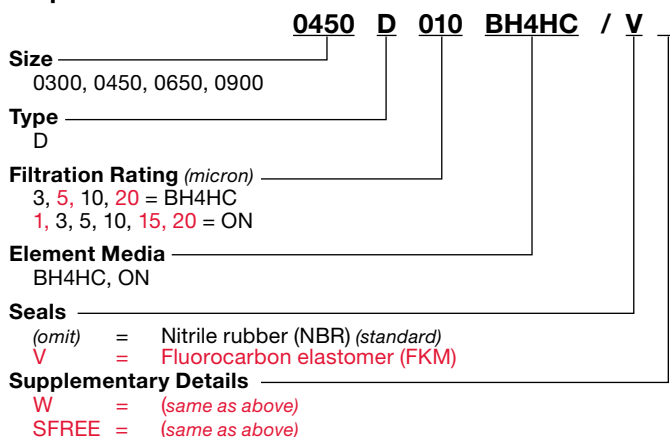 0450 D 010 BH4HC / V
Size
0300, 0450, 0650, 0900
Type
D
Filtration Rating (micron)
3, 5, 10, 20 = BH4HC
1, 3, 5, 10, 15, 20 = ON
Element Media
BH4HC, ON
Seals
(omit) = Nitrile rubber (NBR) (standard)
V = Fluorocarbon elastomer (FKM)
Supplementary Details
W = (same as above)
SFREE = (same as above)